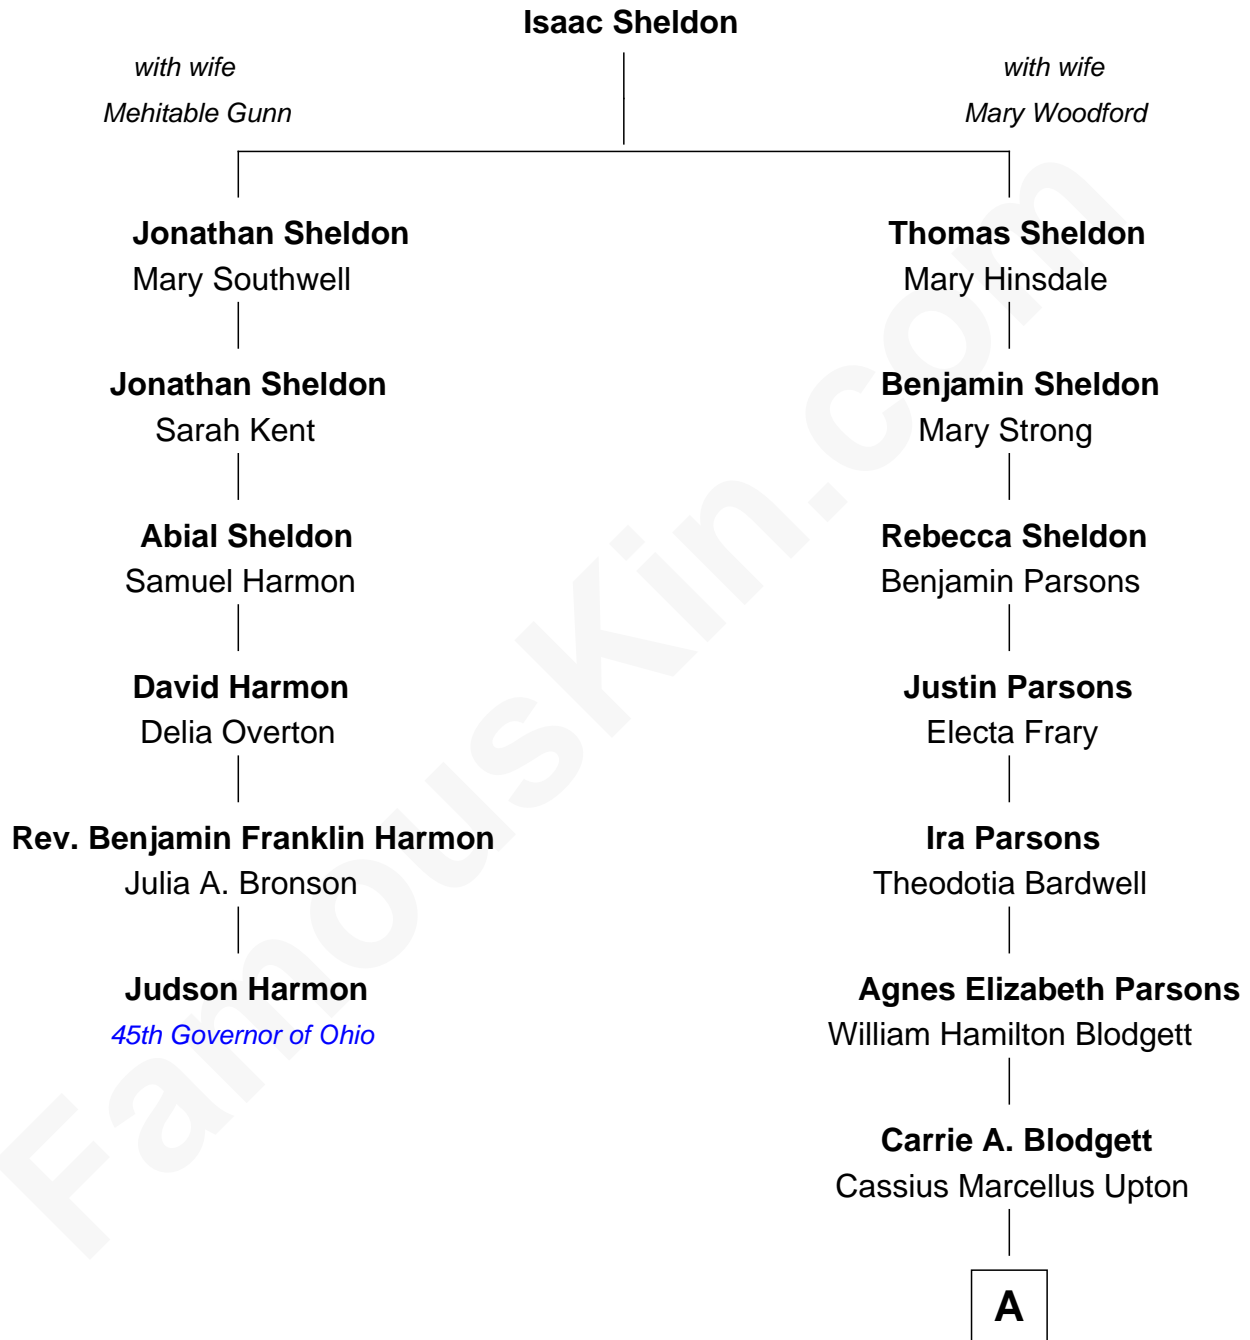 Isaac Sheldon
with wife
Mehitable Gunn
with wife
Mary Woodford
Jonathan Sheldon
Mary Southwell
Thomas Sheldon
Mary Hinsdale
Jonathan Sheldon
Sarah Kent
Benjamin Sheldon
Mary Strong
Abial Sheldon
Samuel Harmon
Rebecca Sheldon
Benjamin Parsons
David Harmon
Delia Overton
Justin Parsons
Electa Frary
Rev. Benjamin Franklin Harmon
Julia A. Bronson
Ira Parsons
Theodotia Bardwell
Judson Harmon
45th Governor of Ohio
Agnes Elizabeth Parsons
William Hamilton Blodgett
Carrie A. Blodgett
Cassius Marcellus Upton
A
FamousKin.com